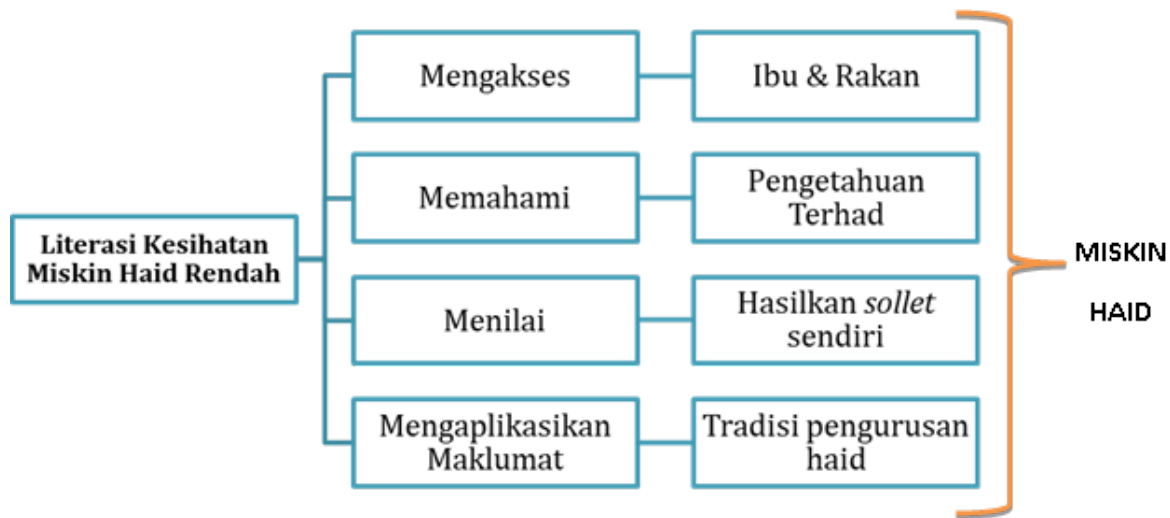 Literasi Kesihatan
Miskin Haid Rendah
Mengakses
Ibu & Rakan
Memahami
Pengetahuan
Terhad
Menilai
Hasilkan sollet
sendiri
Mengaplikasikan
Maklumat
Tradisi pengurusan
haid
MISKIN
HAID